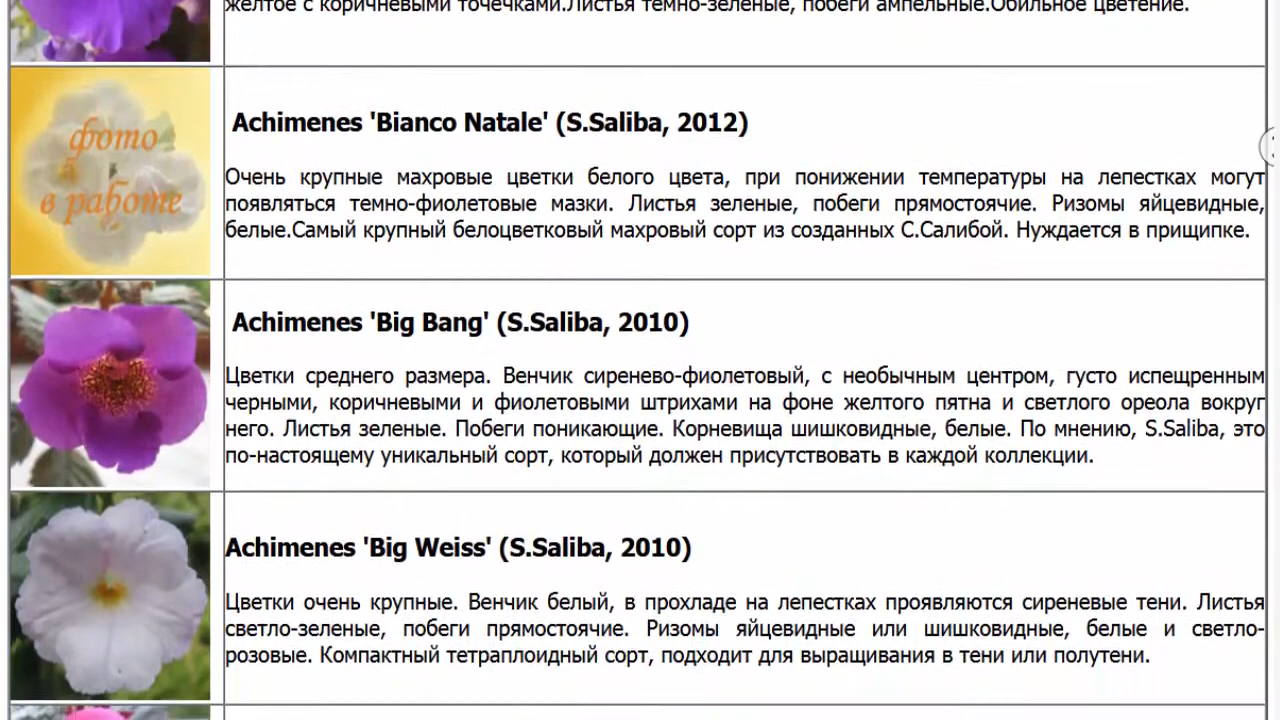 желтое с коричневыми точечками.Листья темно-зеленые, побеги ампельные.Обильное цветение.
фото
в работе
Achimenes 'Bianco Natale' (S.Saliba, 2012)
Очень крупные махровые цветки белого цвета, при понижении температуры на лепестках могут
появляться темно-фиолетовые мазки. Листья зеленые, побеги прямостоячие. Ризомы яйцевидные,
белые.Самый крупный белоцветковый махровый сорт из созданных С.Салибой. Нуждается в прищипке.
Achimenes 'Big Bang' (S.Saliba, 2010)
Цветки среднего размера. Венчик сиренево-фиолетовый, с необычным центром, густо испещренным
черными, коричневыми и фиолетовыми штрихами на фоне желтого пятна и светлого ореола вокруг
него. Листья зеленые. Побеги поникающие. Корневища шишковидные, белые. По мнению, S.Saliba, это
по-настоящему уникальный сорт, который должен присутствовать в каждой коллекции.
Achimenes 'Big Weiss' (S.Saliba, 2010)
Цветки очень крупные. Венчик белый, в прохладе на лепестках проявляются сиреневые тени. Листья
светло-зеленые, побеги прямостоячие. Ризомы яйцевидные или шишковидные, белые и светло-
розовые. Компактный тетраплоидный сорт, подходит для выращивания в тени или полутени.